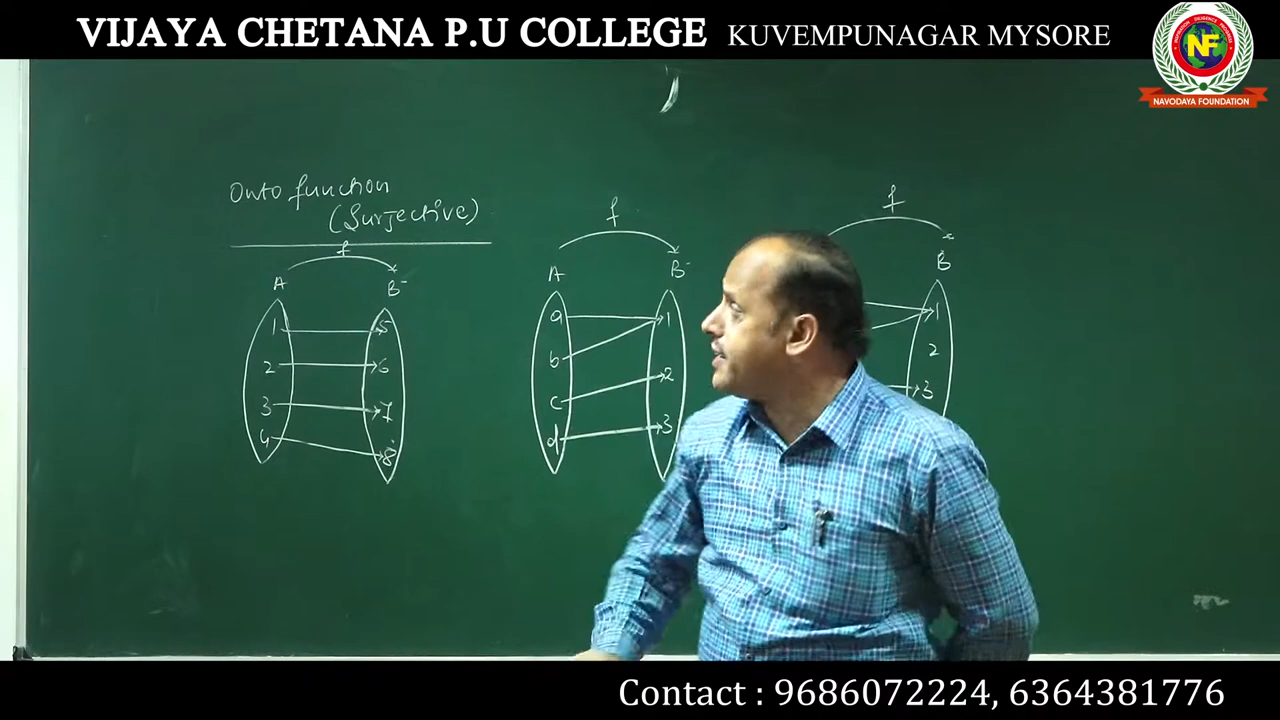 VIJAYA CHETANA P.U COLLEGE KUVEMPUNAGAR MYSORE
NF
NAVODAYA FOUNDATION
Onto function
(Surjective)
f
f
f
A B
A B
B
1 5
2 6
3 7
4 8
a 1
b
c 2
d 3
1
2
3
Contact : 9686072224, 6364381776